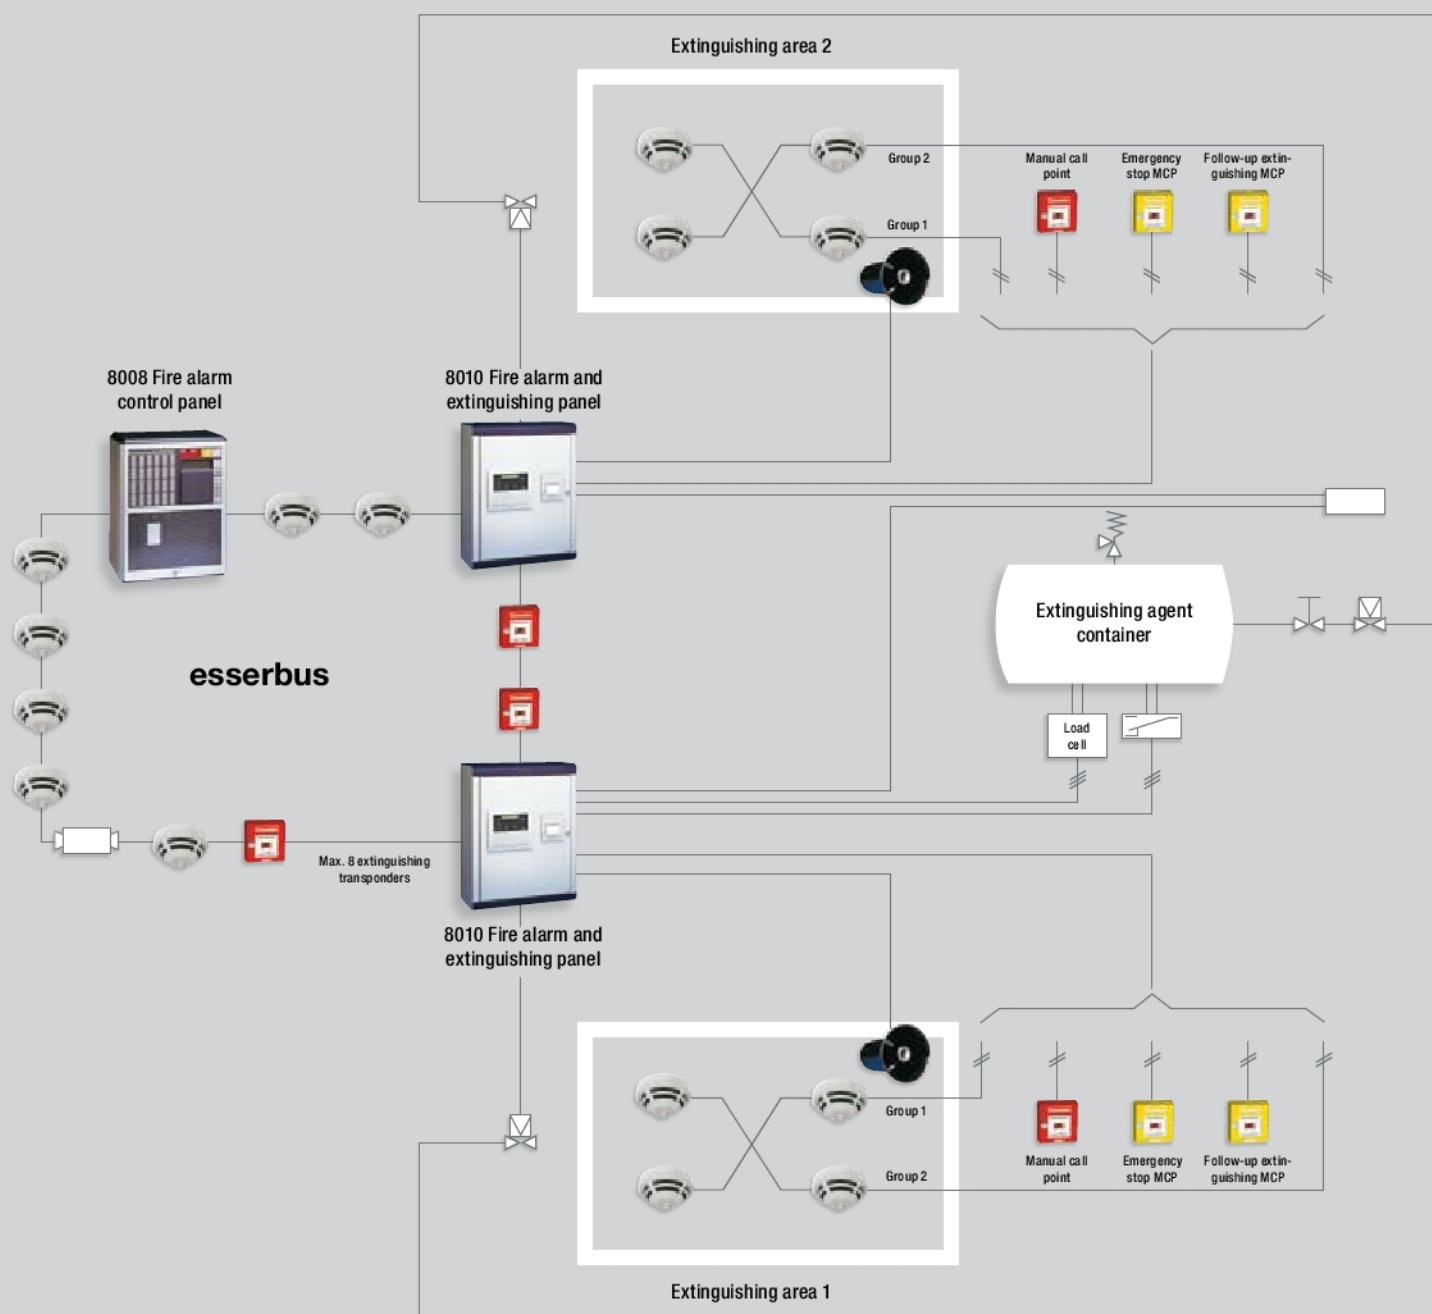 Extinguishing area 2
Group 2
Group 1
Manual call
point
Emergency
stop MCP
Follow-up extin-
guishing MCP
8008 Fire alarm
control panel
8010 Fire alarm and
extinguishing panel
esserbus
Extinguishing agent
container
Load
cell
Max. 8 extinguishing
transponders
8010 Fire alarm and
extinguishing panel
Group 1
Group 2
Manual call
point
Emergency
stop MCP
Follow-up extin-
guishing MCP
Extinguishing area 1